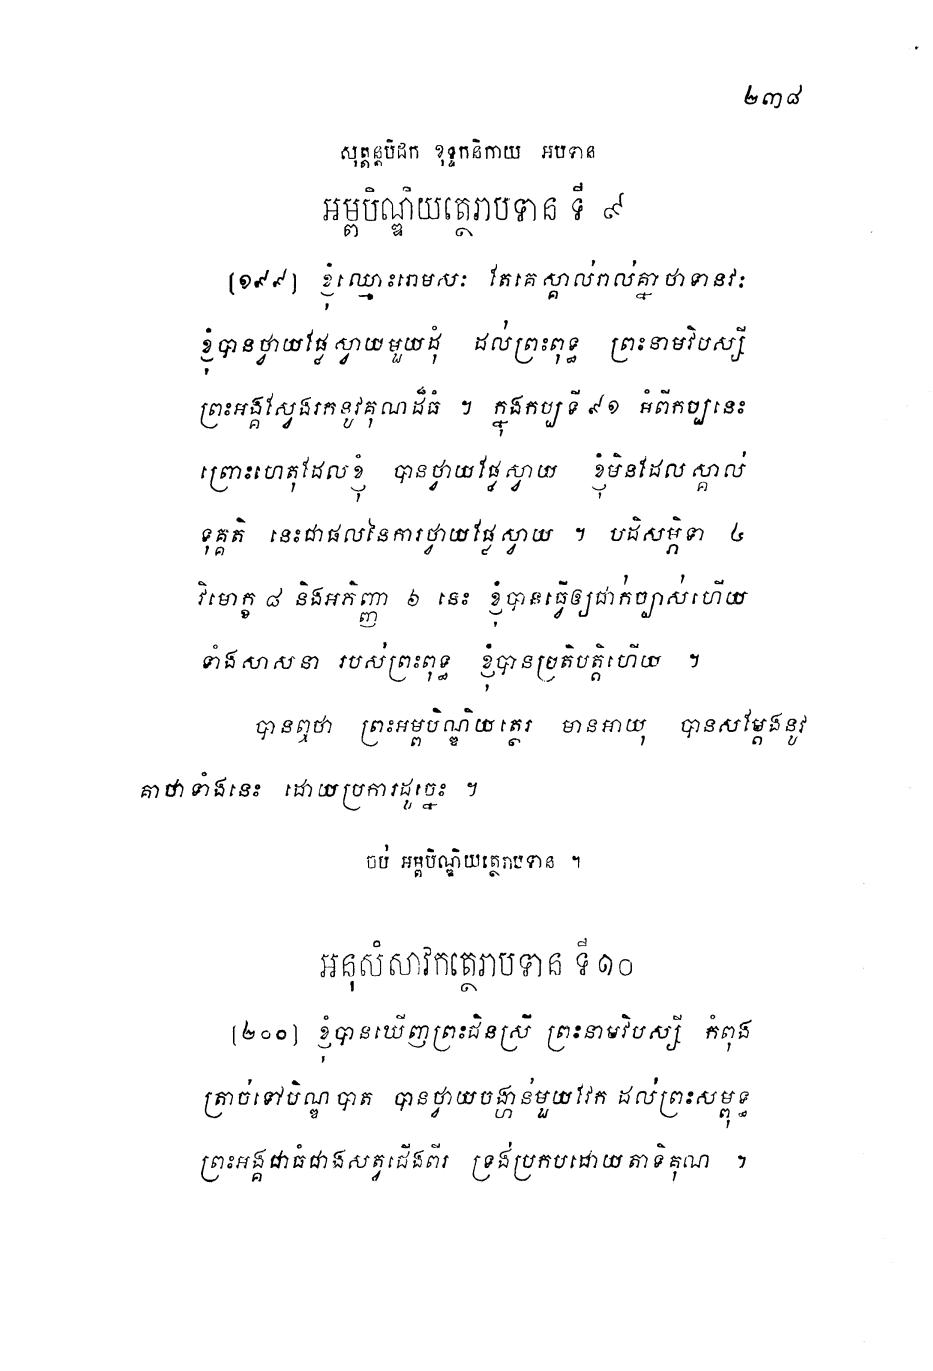 ២៣៨
សុត្តន្តបិដក ខុទ្ទកនិកាយ អបទាន
អម្ពបិណ្ឌិយត្ថេរាបទាន ទី ៩
[១៩៩] ខ្ញុំឈ្មោះរោមសៈ តែគេស្គាល់រាល់គ្នាថាទានវៈ
ខ្ញុំបានថ្វាយផ្លែស្វាយមួយដុំ ដល់ព្រះពុទ្ធ ព្រះនាមវិបស្សី
ព្រះអង្គស្វែងរកនូវគុណដ៏ធំ ។ ក្នុងកប្បទី ៩១ អំពីកប្បនេះ
ព្រោះហេតុដែលខ្ញុំ បានថ្វាយផ្លែស្វាយ ខ្ញុំមិនដែលស្គាល់
ទុគ្គតិ នេះជាផលនៃការថ្វាយផ្លែស្វាយ ។ បដិសម្ភិទា ៤
វិមោក្ខ ៨ និងអភិញ្ញា ៦ នេះ ខ្ញុំបានធ្វើឲ្យជាក់ច្បាស់ហើយ
ទាំងសាសនា របស់ព្រះពុទ្ធ ខ្ញុំបានប្រតិបត្តិហើយ ។
បានឮថា ព្រះអម្ពបិណ្ឌិយត្ថេរ មានអាយុ បានសម្តែងនូវ
គាថាទាំងនេះ ដោយប្រការដូច្នេះ ។
ចប់ អម្ពបិណ្ឌិយត្ថេរាបទាន ។
អនុសំសាវកត្ថេរាបទាន ទី១០
[២០០] ខ្ញុំបានឃើញព្រះជិនស្រី ព្រះនាមវិបស្សី កំពុង
ត្រាច់ទៅបិណ្ឌបាត បានថ្វាយចង្ហាន់មួយវែក ដល់ព្រះសម្ពុទ្ធ
ព្រះអង្គជាធំជាងសត្វជើងពីរ ទ្រង់ប្រកបដោយតាទិគុណ ។